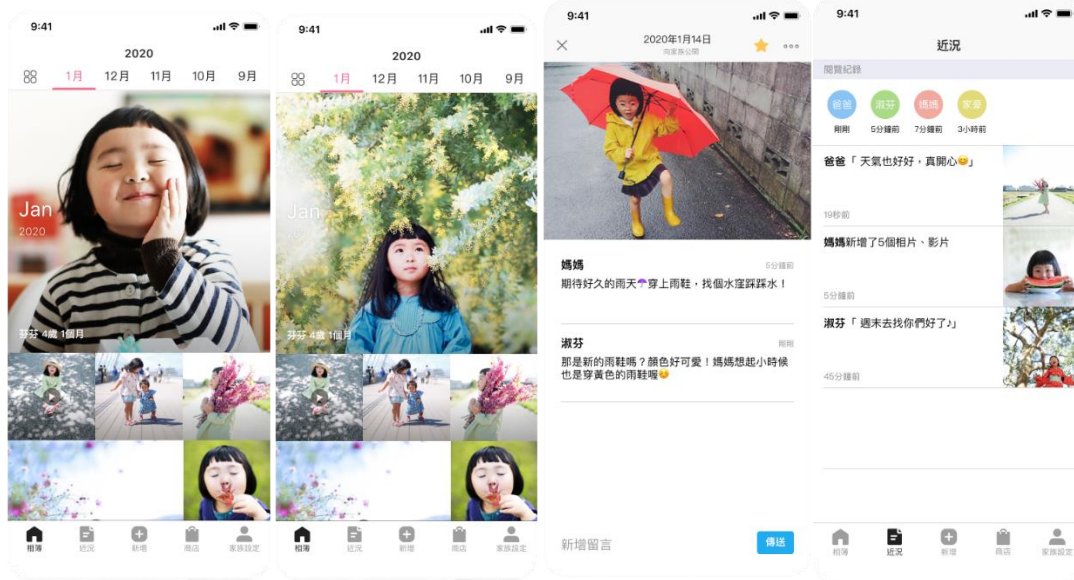 9:41
2020
1月 12月 11月 10月 9月
Jan
2020
芬芬 4歲 1個月
相簿 近況 新增 商店 家族設定
9:41
2020
1月 12月 11月 10月 9月
Jan
2020
芬芬 4歲 1個月
相簿 近況 新增 商店 家族設定
9:41
2020年1月14日
向家族公開
媽媽 5分鐘前
期待好久的雨天☂穿上雨鞋,找個水窪踩踩水!
淑芬 剛剛
那是新的雨鞋嗎?顏色好可愛!媽媽想起小時候
也是穿黃色的雨鞋喔😊
新增留言 傳送
9:41
近況
閱覽紀錄
爸爸 淑芬 媽媽 家豪
剛剛 5分鐘前 7分鐘前 3小時前
爸爸「 天氣也好好,真開心😊」
19秒前
媽媽新增了5個相片、影片
5分鐘前
淑芬「 週末去找你們好了♪」
45分鐘前
相簿 近況 新增 商店 家族設定